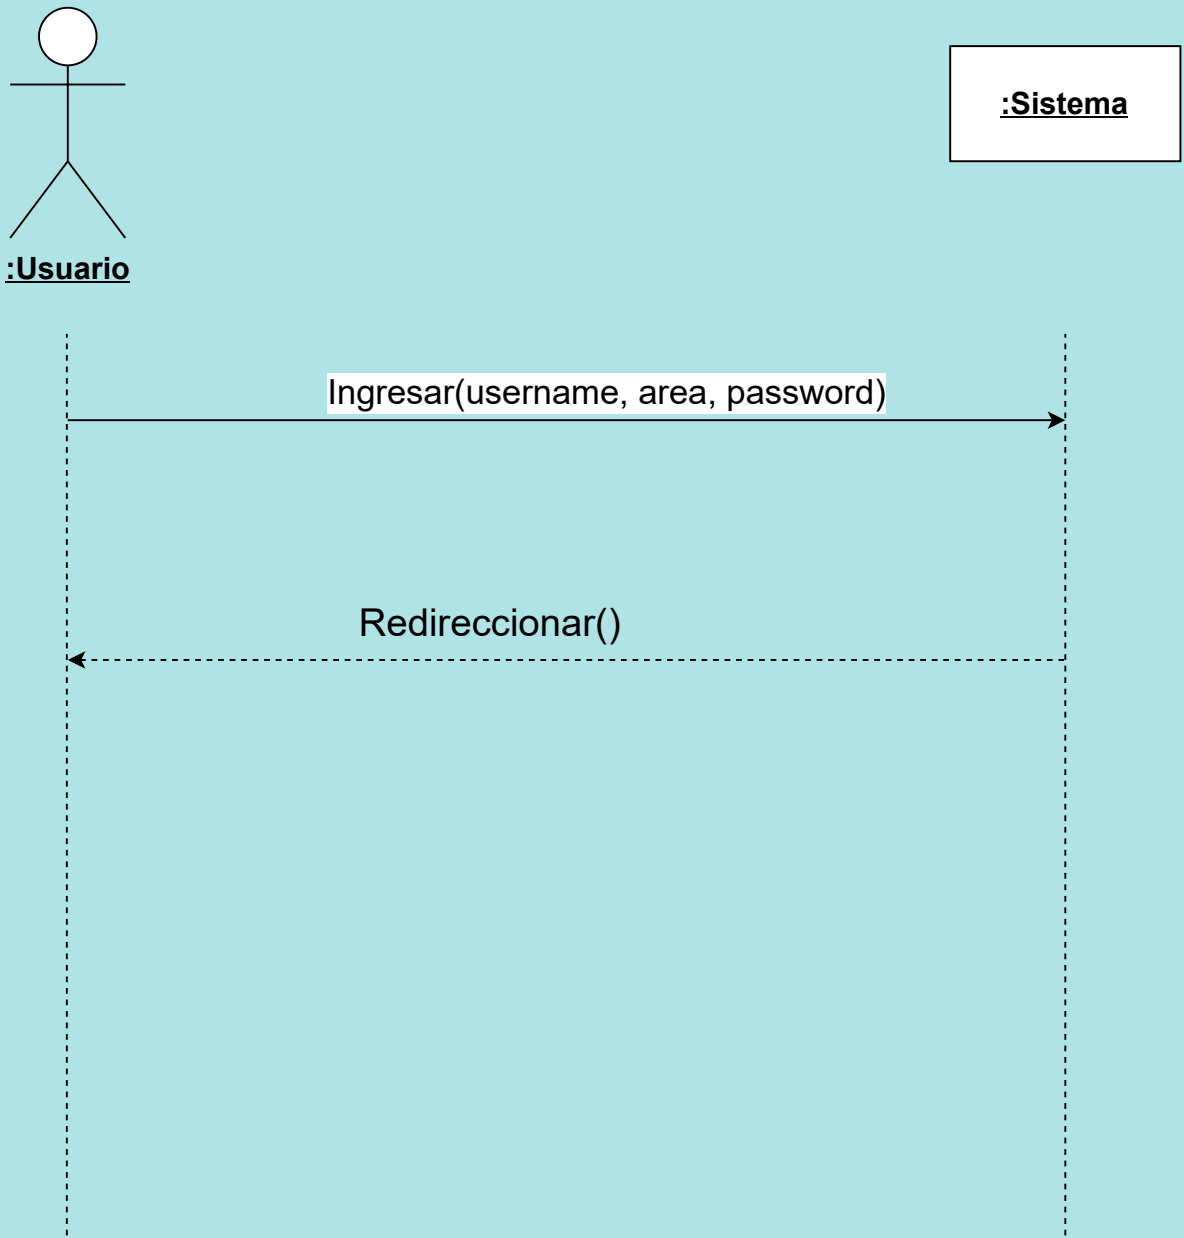 :Sistema
:Usuario
Ingresar(username, area, password)
Redireccionar()